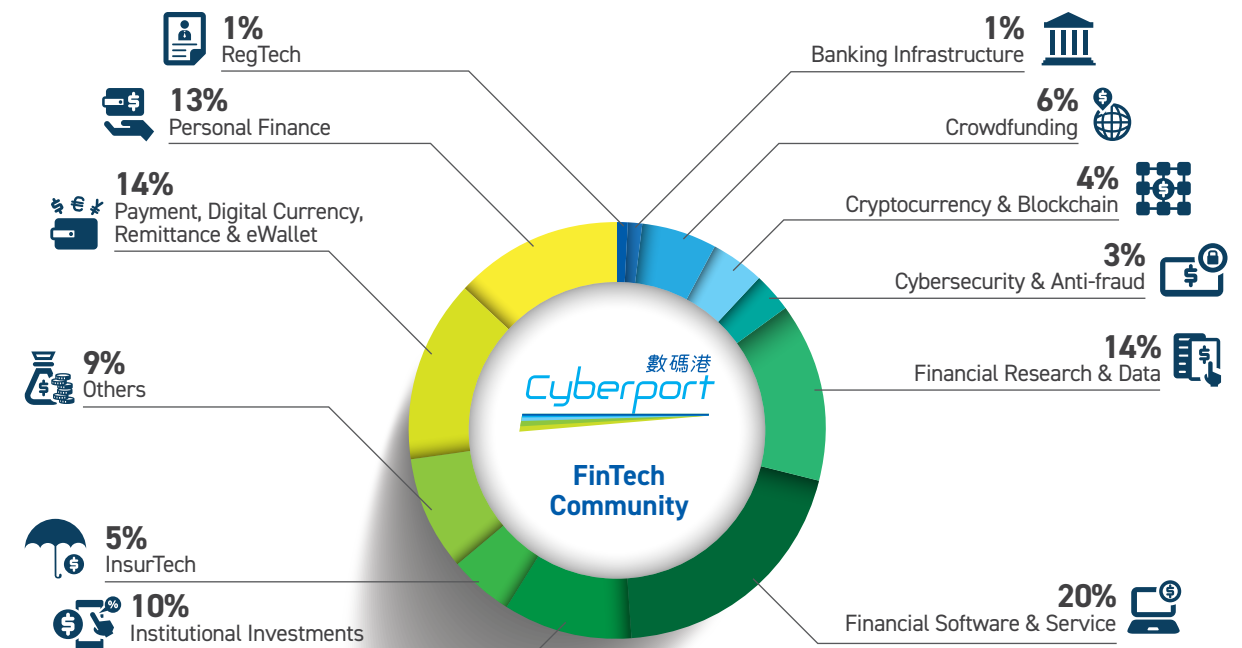 1%
RegTech
13%
Personal Finance
14%
Payment, Digital Currency,
Remittance & eWallet
9%
Others
5%
InsurTech
10%
Institutional Investments
1%
Banking Infrastructure
6%
Crowdfunding
4%
Cryptocurrency & Blockchain
3%
Cybersecurity & Anti-fraud
14%
Financial Research & Data
20%
Financial Software & Service
數碼港
Cyberport
FinTech
Community